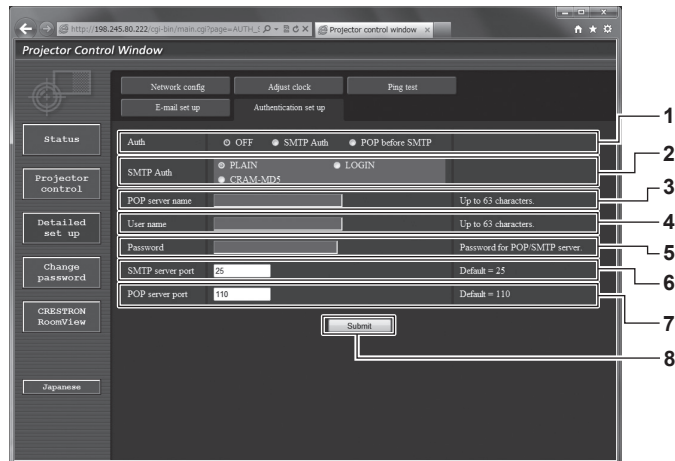 http://198.245.80.222/cgi-bin/main.cgi?page=AUTH_S
Projector control window
Projector Control Window
Network config
Adjust clock
Ping test
E-mail set up
Authentication set up
Status
Projector control
Detailed set up
Change password
CRESTRON RoomView
Japanese
Auth OFF SMTP Auth POP before SMTP
1
SMTP Auth PLAIN LOGIN
CRAM-MD5
2
POP server name Up to 63 characters.
3
User name Up to 63 characters.
4
Password Password for POP/SMTP server.
5
SMTP server port 25 Default = 25
6
POP server port 110 Default = 110
7
Submit
8